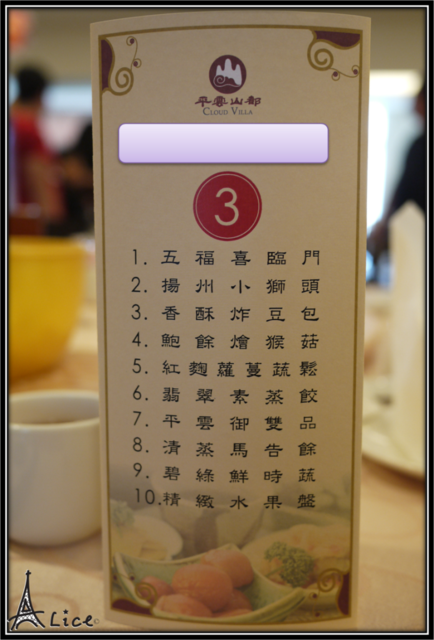 平雲山都
CLOUD VILLA
3
1. 五福喜臨門
2. 揚州小獅頭
3. 香酥炸豆包
4. 鮑餘燴猴菇
5. 紅麴蘿蔓蔬鬆
6. 翡翠素蒸餃
7. 平雲御雙品
8. 清蒸馬告餘
9. 碧綠鮮時蔬
10. 精緻水果盤
ALice©